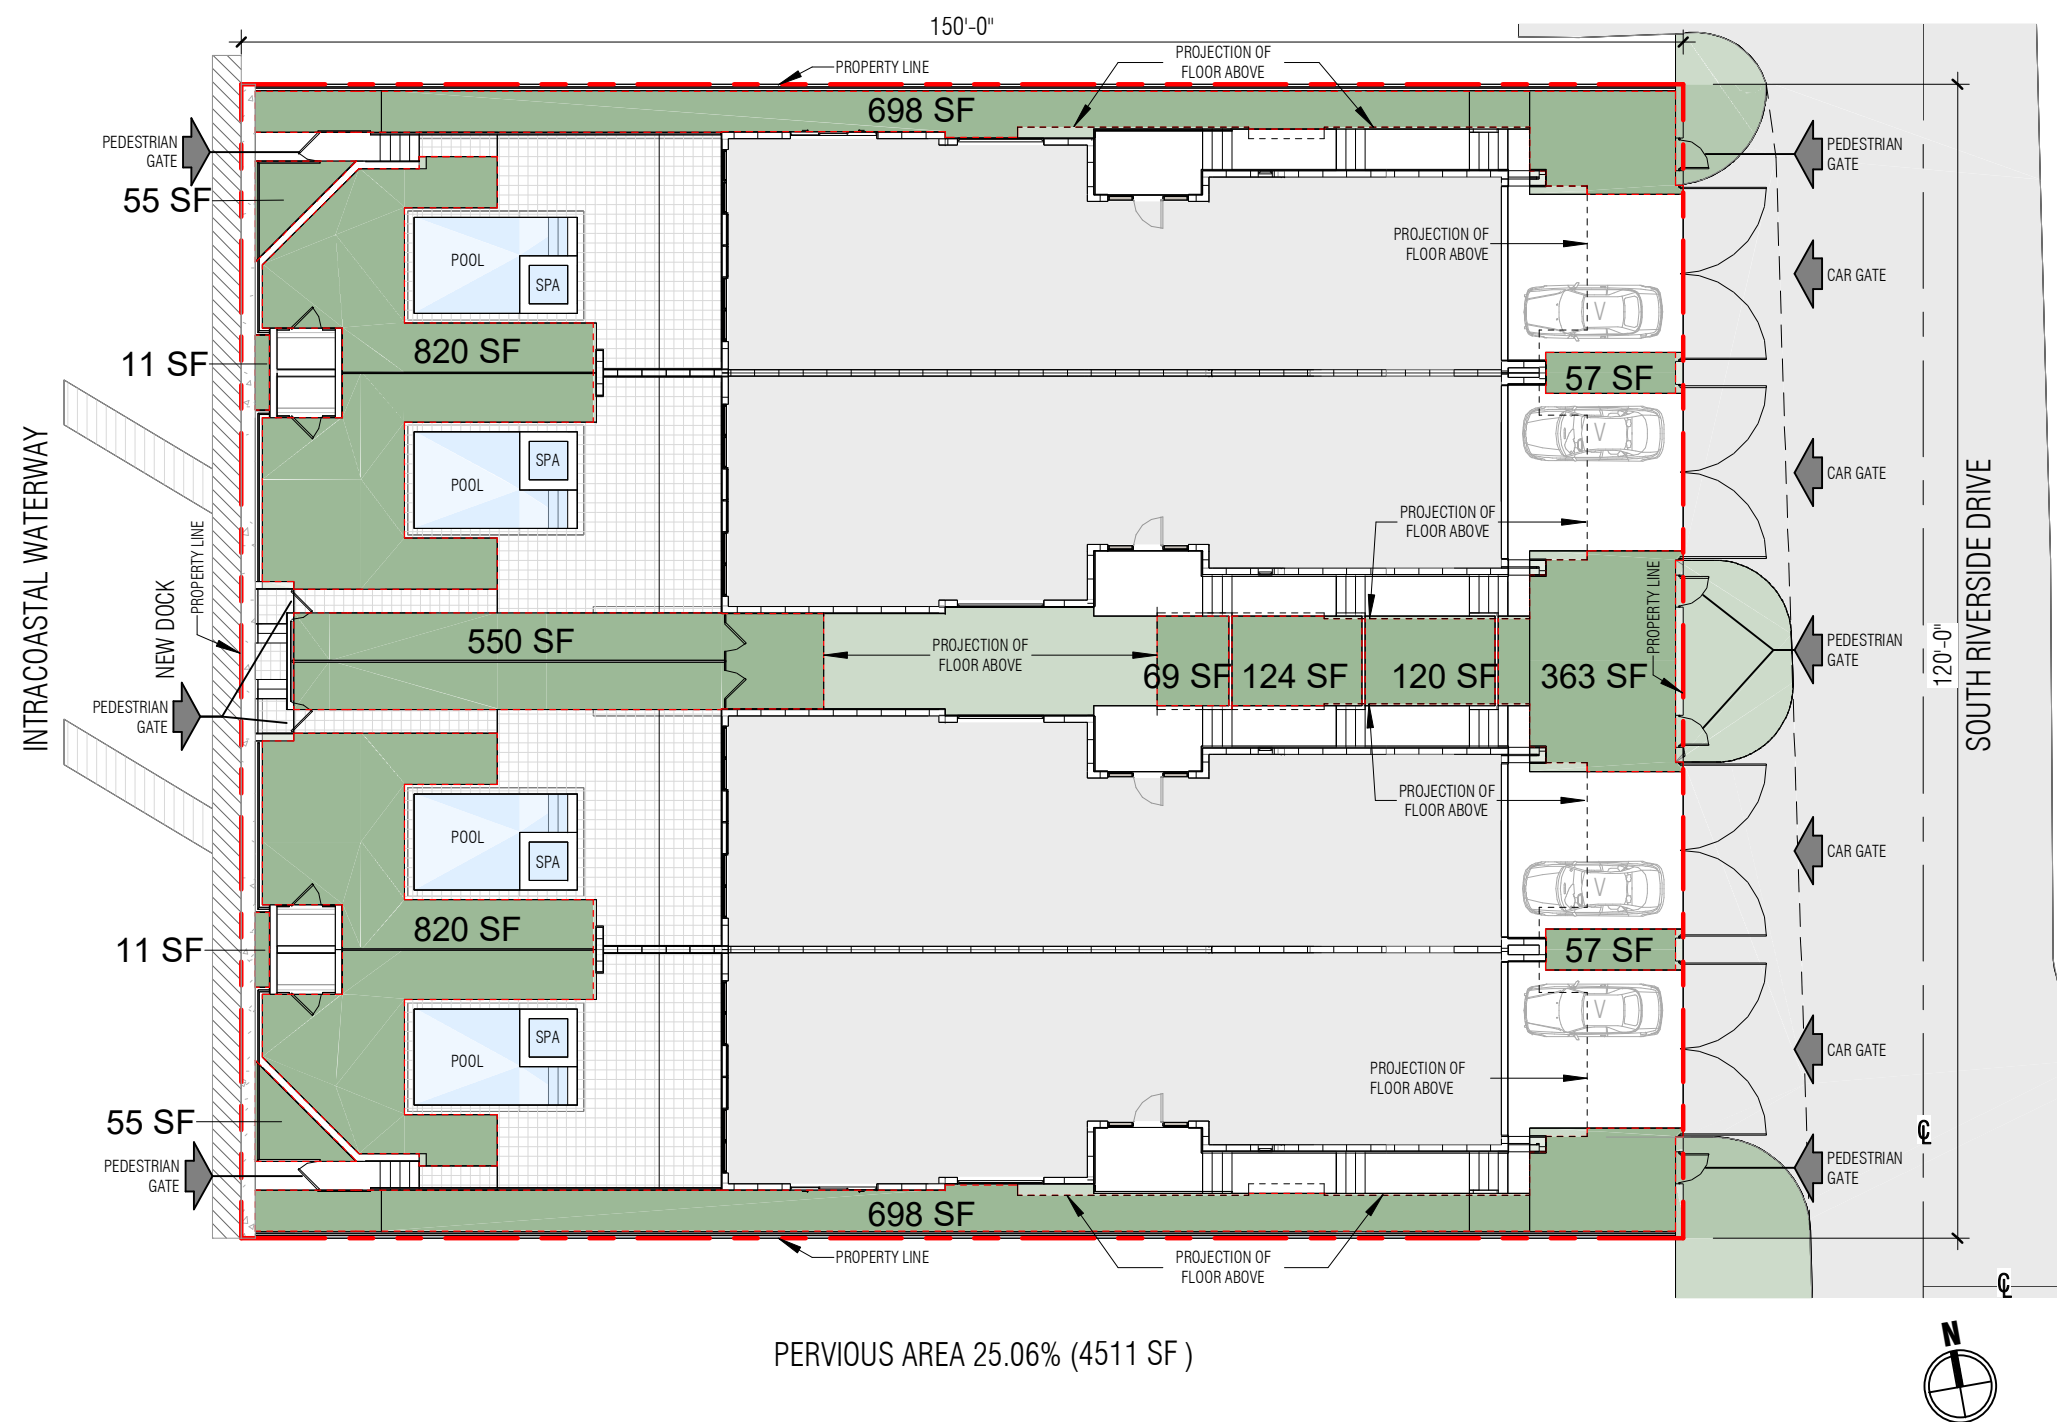 150'-0"
PROPERTY LINE
PROJECTION OF
FLOOR ABOVE
698 SF
PEDESTRIAN
GATE
PEDESTRIAN
GATE
55 SF
POOL
SPA
PROJECTION OF
FLOOR ABOVE
CAR GATE
V
11 SF
820 SF
57 SF
V
POOL
SPA
CAR GATE
PROJECTION OF
FLOOR ABOVE
INTRACOASTAL WATERWAY
NEW DOCK
PROPERTY LINE
550 SF
PROJECTION OF
FLOOR ABOVE
69 SF
124 SF
120 SF
363 SF
PROPERTY LINE
PEDESTRIAN
GATE
120'-0"
SOUTH RIVERSIDE DRIVE
PEDESTRIAN
GATE
PROJECTION OF
FLOOR ABOVE
POOL
SPA
CAR GATE
V
11 SF
820 SF
57 SF
V
POOL
SPA
CAR GATE
PROJECTION OF
FLOOR ABOVE
55 SF
PEDESTRIAN
GATE
PEDESTRIAN
GATE
℄
698 SF
PROPERTY LINE
PROJECTION OF
FLOOR ABOVE
℄
N
PERVIOUS AREA 25.06% (4511 SF )